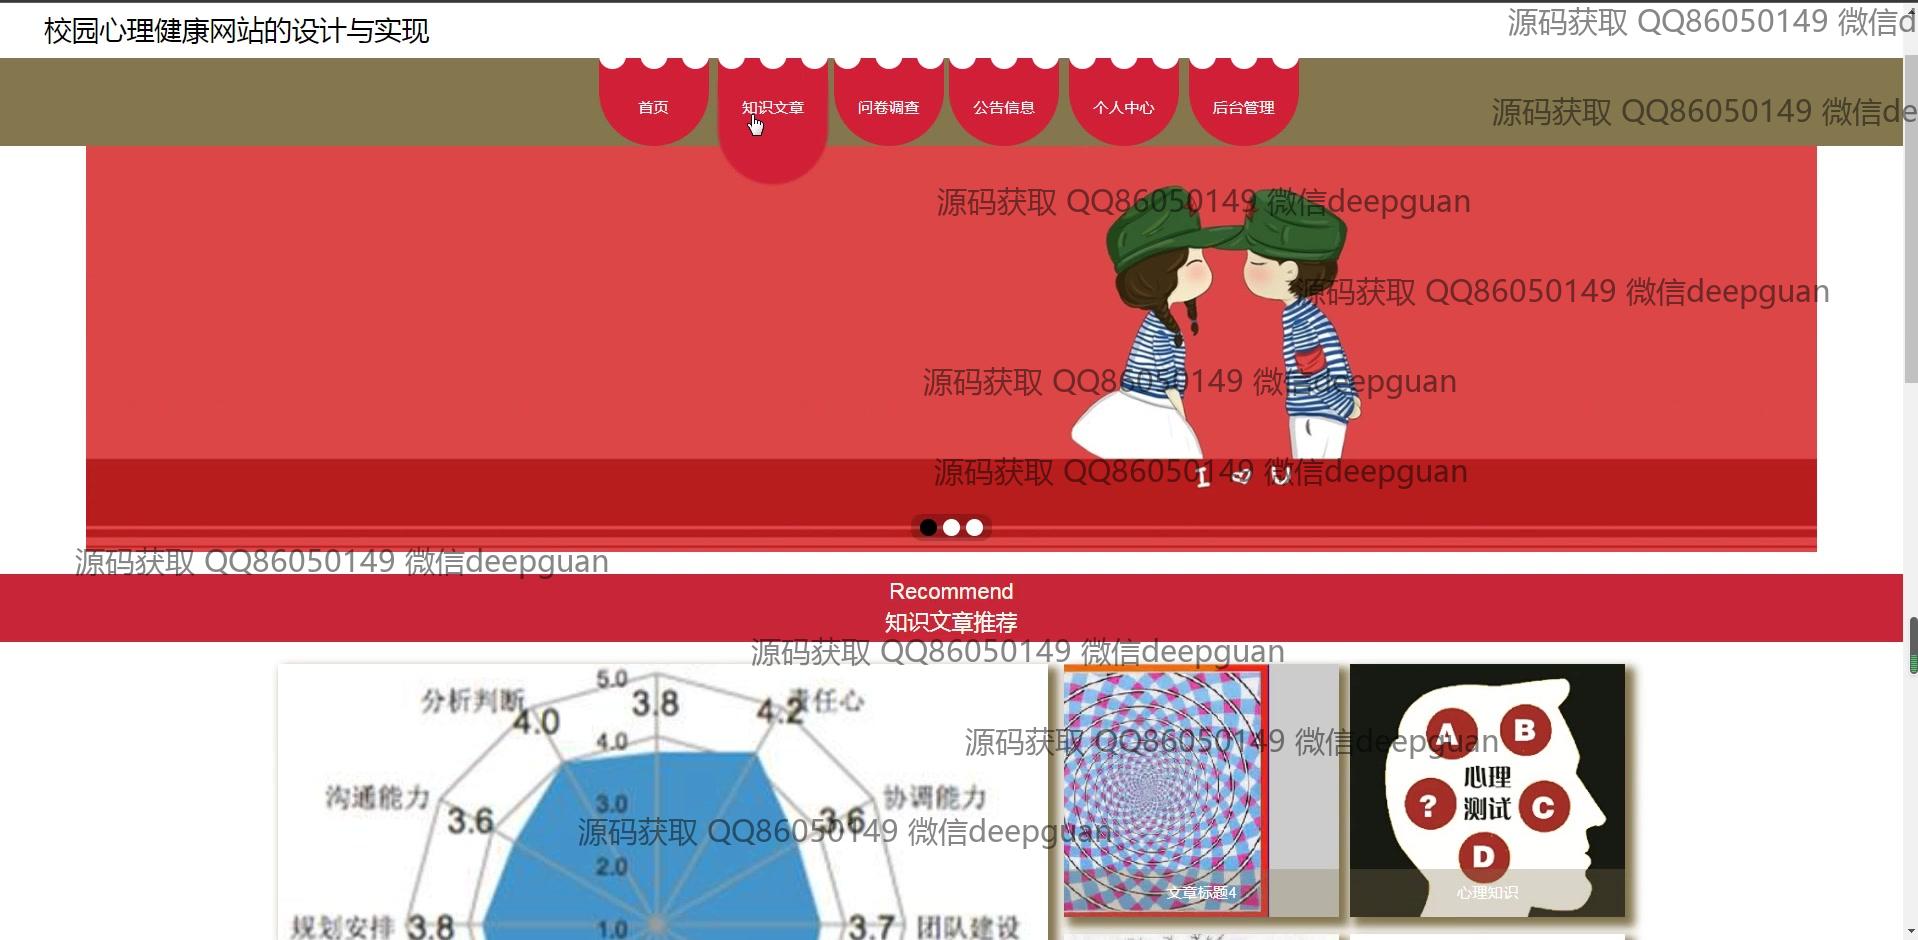 校园心理健康网站的设计与实现
源码获取 QQ86050149 微信d
首页
知识文章
问卷调查
公告信息
个人中心
后台管理
源码获取 QQ86050149 微信de
源码获取 QQ86050149 微信deepguan
源码获取 QQ86050149 微信deepguan
源码获取 QQ86050149 微信deepguan
源码获取 QQ86050149 微信deepguan
I U
源码获取 QQ86050149 微信deepguan
Recommend
知识文章推荐
源码获取 QQ86050149 微信deepguan
5.0
分析判断
4.0
3.8
4.2
责任心
4.0
源码获取 QQ86050149 微信deepguan
沟通能力
3.6
3.0
3.6
协调能力
源码获取 QQ86050149 微信deepguan
2.0
规划安排
3.8
1.0
3.7
团队建设
文章标题4
A
B
心理
测试
?
C
D
心理知识